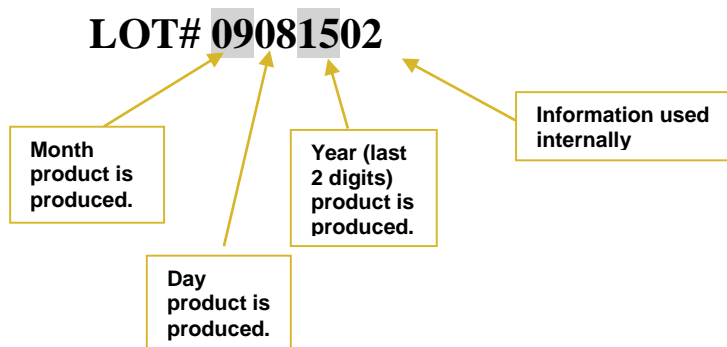 LOT# 09081502
Information used
internally
Month
product is
produced.
Year (last
2 digits)
product is
produced.
Day
product is
produced.